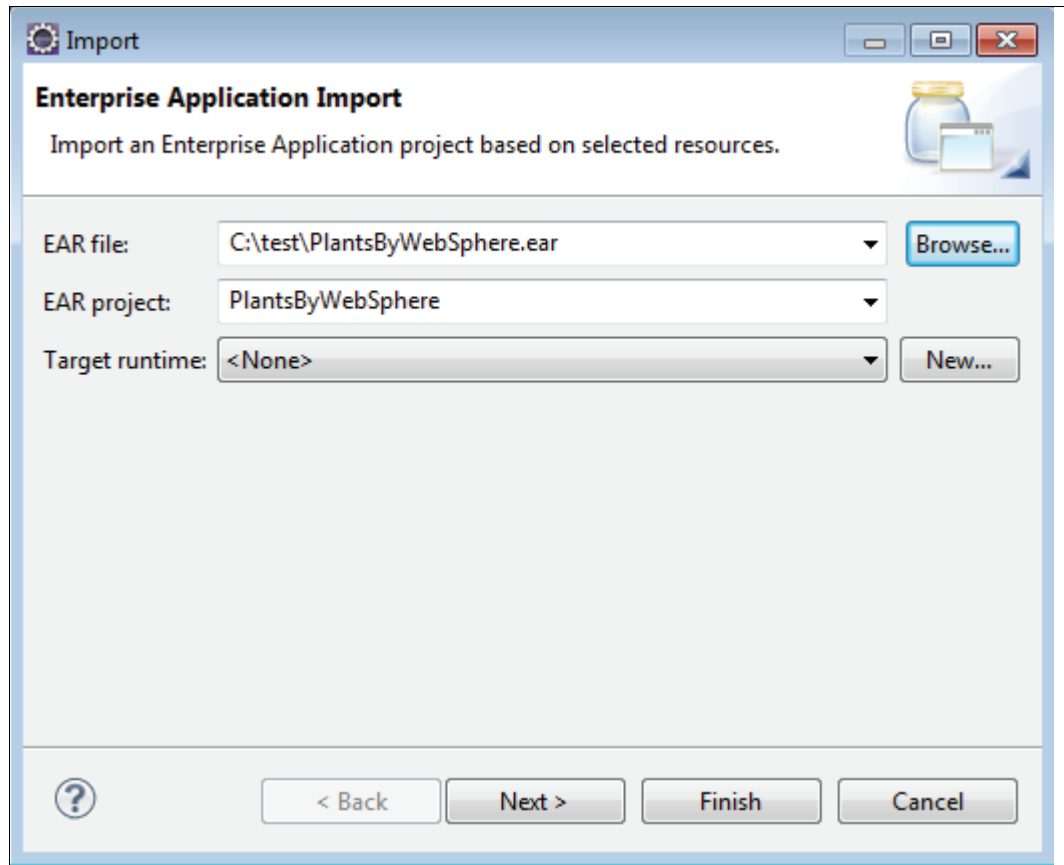 Import
Enterprise Application Import
Import an Enterprise Application project based on selected resources.
EAR file: C:\test\PlantsByWebSphere.ear Browse...
EAR project: PlantsByWebSphere
Target runtime: <None> New...
? < Back Next > Finish Cancel